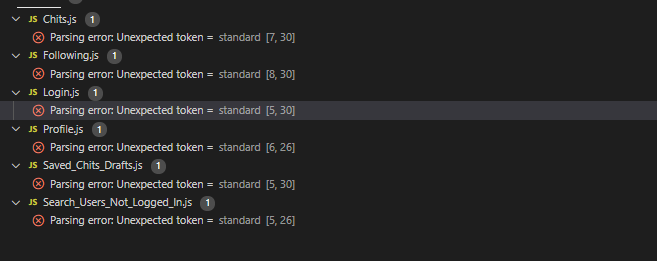 JS Chits.js 1
Parsing error: Unexpected token = standard [7, 30]
JS Following.js 1
Parsing error: Unexpected token = standard [8, 30]
JS Login.js 1
Parsing error: Unexpected token = standard [5, 30]
JS Profile.js 1
Parsing error: Unexpected token = standard [6, 26]
JS Saved_Chits_Drafts.js 1
Parsing error: Unexpected token = standard [5, 30]
JS Search_Users_Not_Logged_In.js 1
Parsing error: Unexpected token = standard [5, 26]